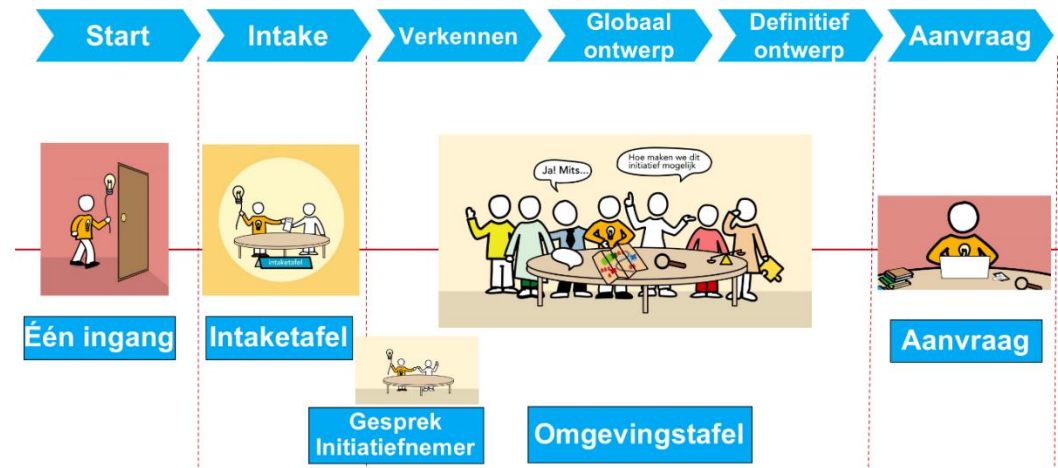 Start
Intake
Verkennen
Globaal
ontwerp
Definitief
ontwerp
Aanvraag
Ja! Mits...
Hoe maken we dit
initiatief mogelijk
intaketafel
Één ingang
Intaketafel
Aanvraag
Gesprek
Initiatiefnemer
Omgevingstafel